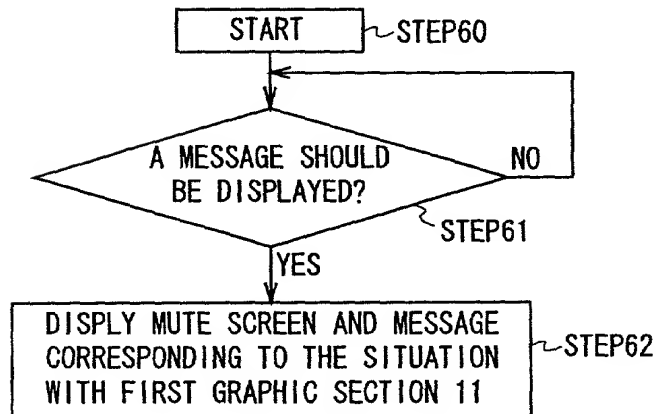 START
STEP60
A MESSAGE SHOULD
BE DISPLAYED?
NO
STEP61
YES
DISPLY MUTE SCREEN AND MESSAGE
CORRESPONDING TO THE SITUATION
WITH FIRST GRAPHIC SECTION 11
STEP62